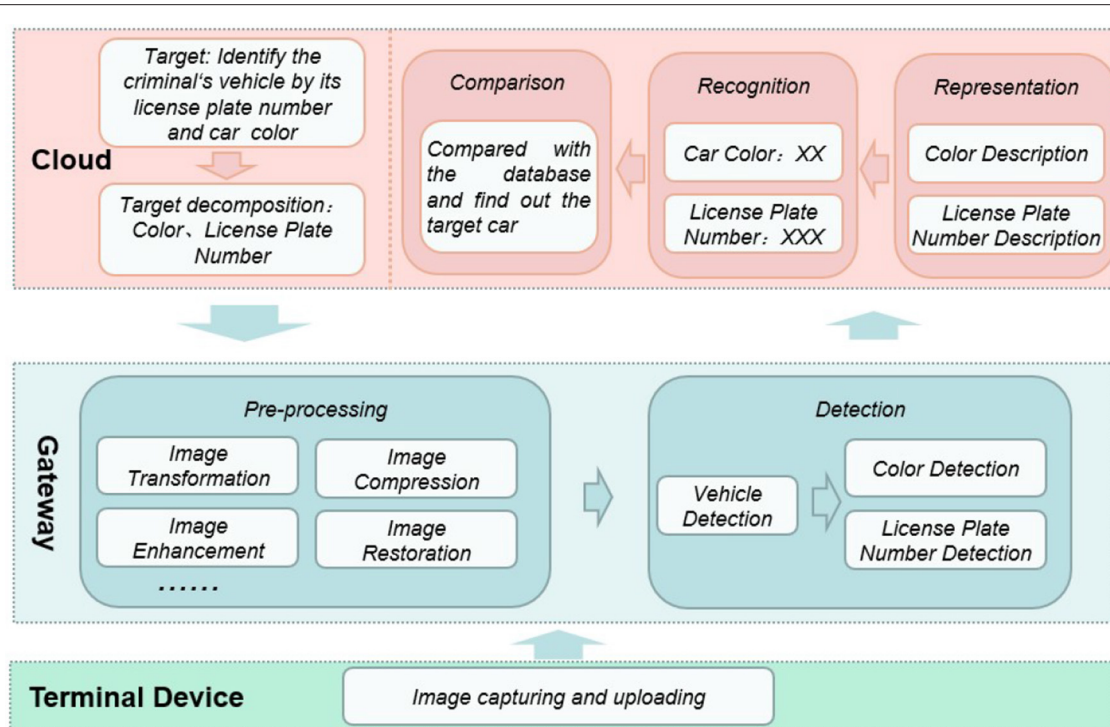 Target: Identify the
criminal‘s vehicle by its
license plate number
and car color
Cloud
Target decomposition：
Color、License Plate
Number
Comparison
Compared with
the database
and find out the
target car
Recognition
Car Color：XX
License Plate
Number：XXX
Representation
Color Description
License Plate
Number Description
Gateway
Pre-processing
Image
Transformation
Image
Compression
Image
Enhancement
Image
Restoration
......
Detection
Vehicle
Detection
Color Detection
License Plate
Number Detection
Terminal Device
Image capturing and uploading